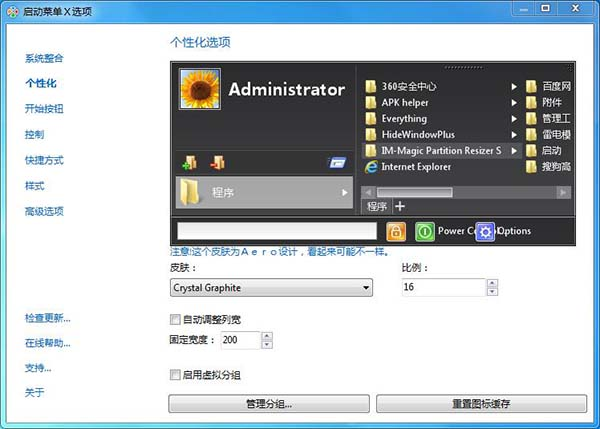 启动菜单 X 选项
系统整合
个性化
开始按钮
控制
快捷方式
样式
高级选项
检查更新...
在线帮助...
支持...
关于
个性化选项
Administrator
程序
360安全中心
APK helper
Everything
HideWindowPlus
IM-Magic Partition Resizer S
Internet Explorer
百度网
附件
管理工
雷电模
启动
搜狗高
程序
Power Co
Options
注意:这个皮肤为Aero设计，看起来可能不一样。
皮肤：
比例：
Crystal Graphite
16
自动调整列宽
固定宽度：
200
启用虚拟分组
管理分组...
重置图标缓存